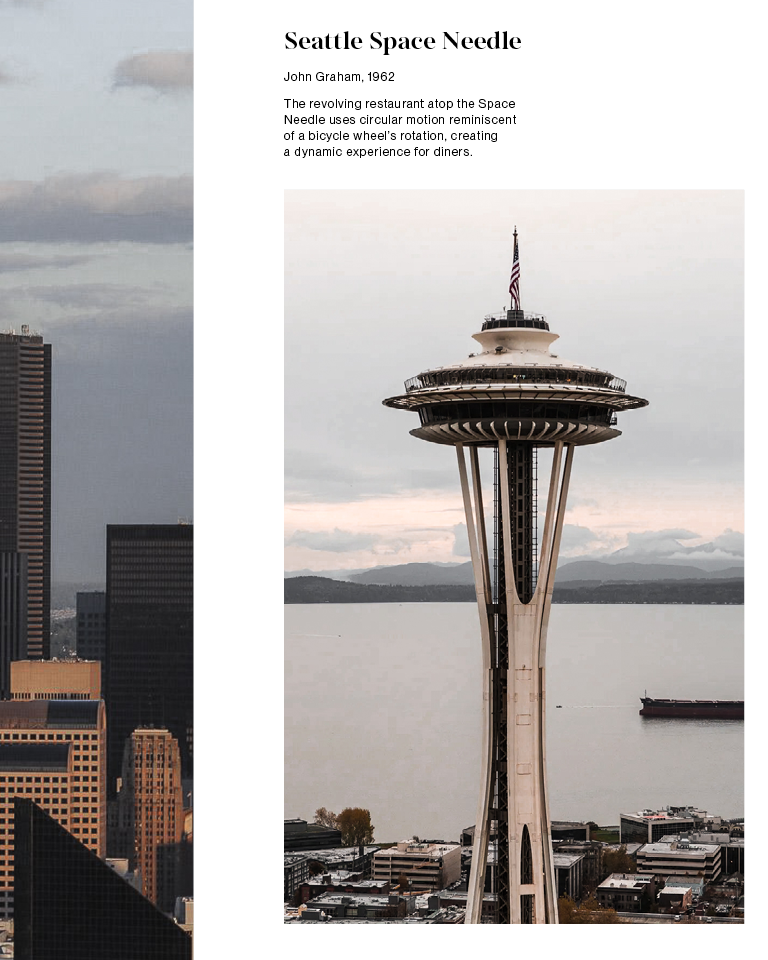 Seattle Space Needle
John Graham, 1962
The revolving restaurant atop the Space
Needle uses circular motion reminiscent
of a bicycle wheel’s rotation, creating
a dynamic experience for diners.